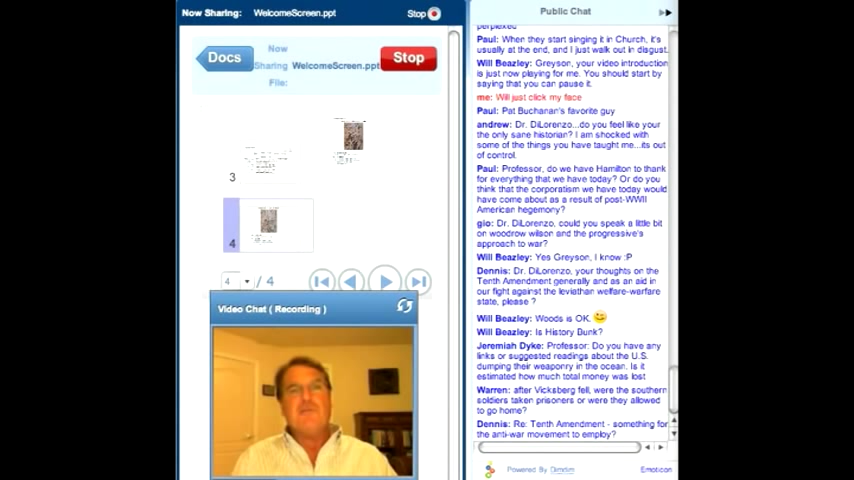 Now Sharing: WelcomeScreen.ppt Stop
Docs
Now
Sharing WelcomeScreen.ppt
File:
Stop
3
4
4 / 4
Video Chat ( Recording )
Public Chat
perplexed
Paul: When they start singing it in Church, it's
usually at the end, and I just walk out in disgust.
Will Beazley: Greyson, your video introduction
is just now playing for me. You should start by
saying that you can pause it.
me: Will just click my face
Paul: Pat Buchanan's favorite guy
andrew: Dr. DiLorenzo...do you feel like your
the only sane historian? I am shocked with
some of the things you have taught me...its out
of control.
Paul: Professor, do we have Hamilton to thank
for everything that we have today? Or do you
think that the corporatism we have today would
have come about as a result of post-WWII
American hegemony?
gio: Dr. DiLorenzo, could you speak a little bit
on woodrow wilson and the progressive's
approach to war?
Will Beazley: Yes Greyson, I know :P
Dennis: Dr. DiLorenzo, your thoughts on the
Tenth Amendment generally and as an aid in
our fight against the leviathan welfare-warfare
state, please ?
Will Beazley: Woods is OK.
Will Beazley: Is History Bunk?
Jeremiah Dyke: Professor: Do you have any
links or suggested readings about the U.S.
dumping their weaponry in the ocean. Is it
estimated how much total money was lost
Warren: after Vicksberg fell, were the southern
soldiers taken prisoners or were they allowed
to go home?
Dennis: Re: Tenth Amendment - something for
the anti-war movement to employ?
Powered By Dimdim
Emoticon